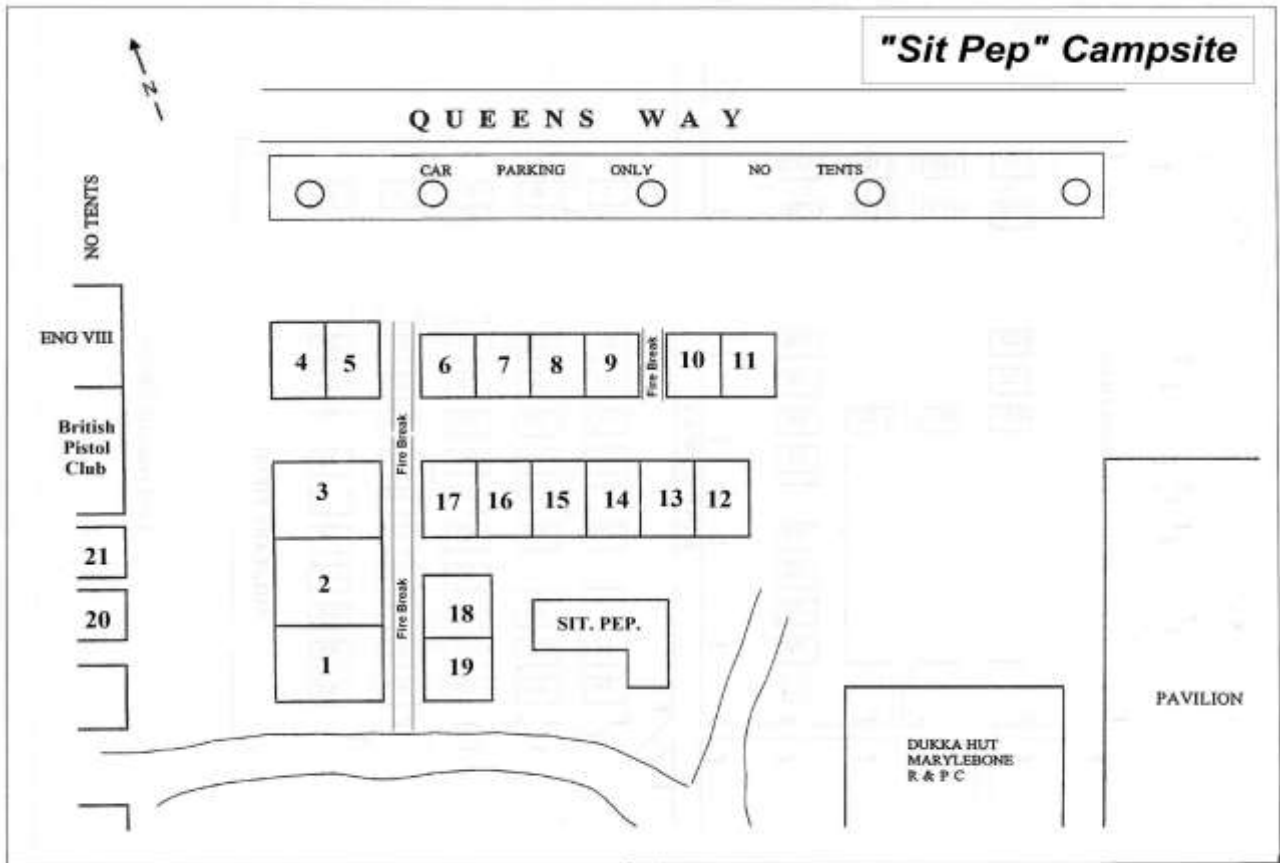 "Sit Pep" Campsite
N
QUEENS WAY
CAR PARKING ONLY NO TENTS
NO TENTS
ENG VIII
4 5 6 7 8 9 Fire Break 10 11
British
Pistol
Club
Fire Break
3 17 16 15 14 13 12
21
2 Fire Break 18 SIT. PEP.
20
1 19
PAVILION
DUKKA HUT
MARYLEBONE
R & P C